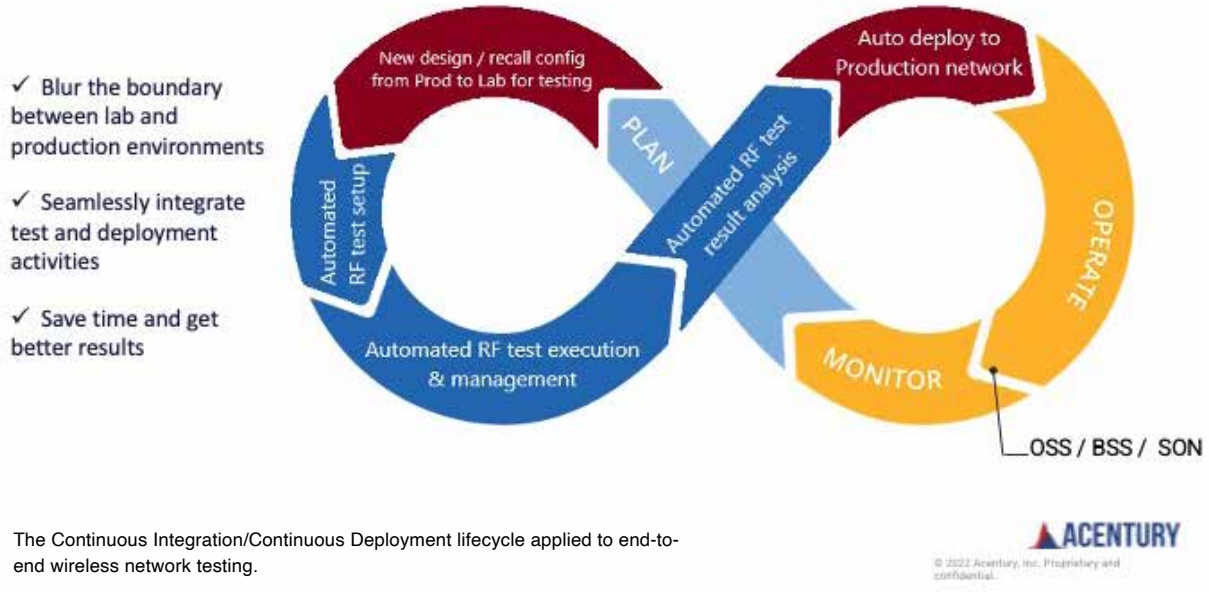 ✓ Blur the boundary
between lab and
production environments
✓ Seamlessly integrate
test and deployment
activities
✓ Save time and get
better results
New design / recall config
from Prod to Lab for testing
PLAN
Automated
RF test setup
Automated RF test execution
& management
Automated RF test
result analysis
Auto deploy to
Production network
OPERATE
MONITOR
OSS / BSS / SON
The Continuous Integration/Continuous Deployment lifecycle applied to end-to-
end wireless network testing.
ACENTURY
© 2022 Acentury, Inc. Proprietary and
confidential.